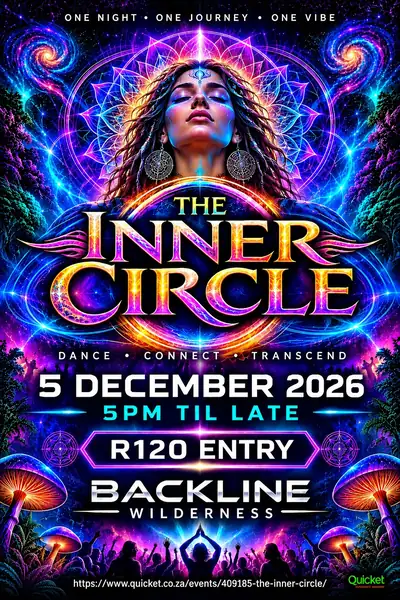 ONE NIGHT • ONE JOURNEY • ONE VIBE
THE
INNER
CIRCLE
DANCE • CONNECT • TRANSCEND
5 DECEMBER 2026
5PM TIL LATE
R120 ENTRY
BACKLINE
WILDERNESS
https://www.quicket.co.za/events/409185-the-inner-circle/
Quicket